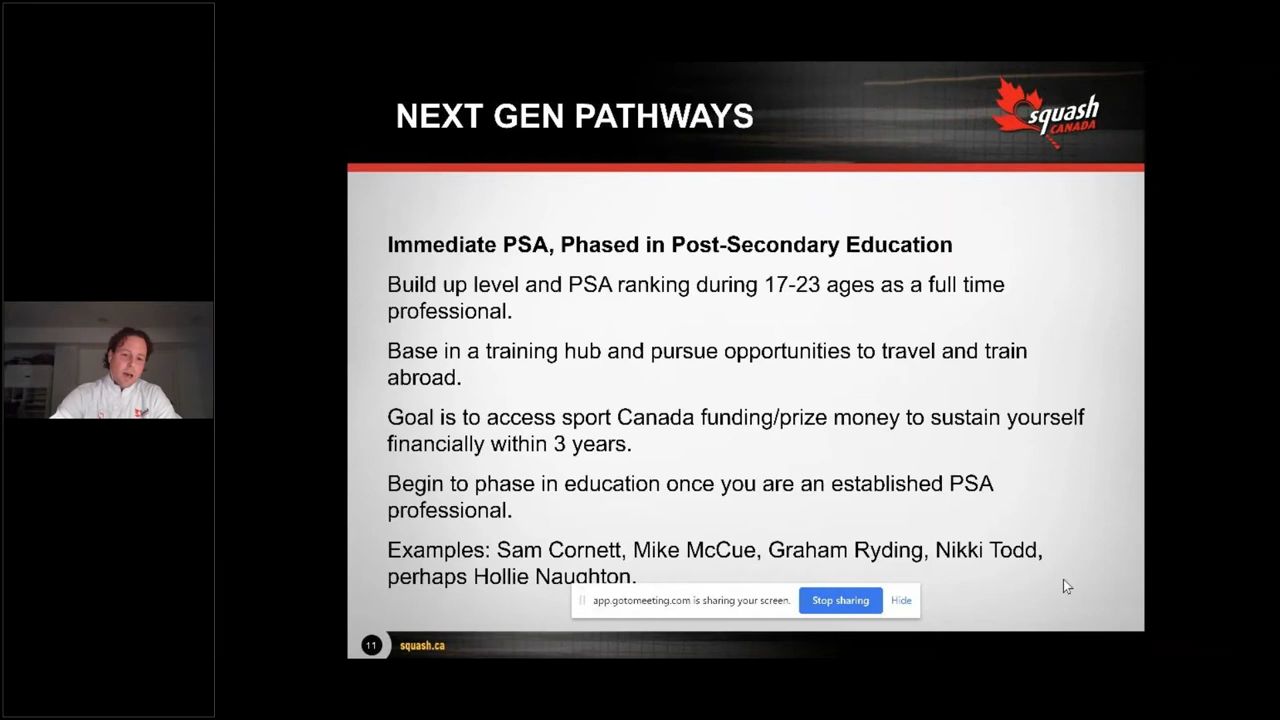 NEXT GEN PATHWAYS
squash
CANADA
Immediate PSA, Phased in Post-Secondary Education
Build up level and PSA ranking during 17-23 ages as a full time
professional.
Base in a training hub and pursue opportunities to travel and train
abroad.
Goal is to access sport Canada funding/prize money to sustain yourself
financially within 3 years.
Begin to phase in education once you are an established PSA
professional.
Examples: Sam Cornett, Mike McCue, Graham Ryding, Nikki Todd,
perhaps Hollie Naughton.
app.gotomeeting.com is sharing your screen. Stop sharing Hide
11 squash.ca